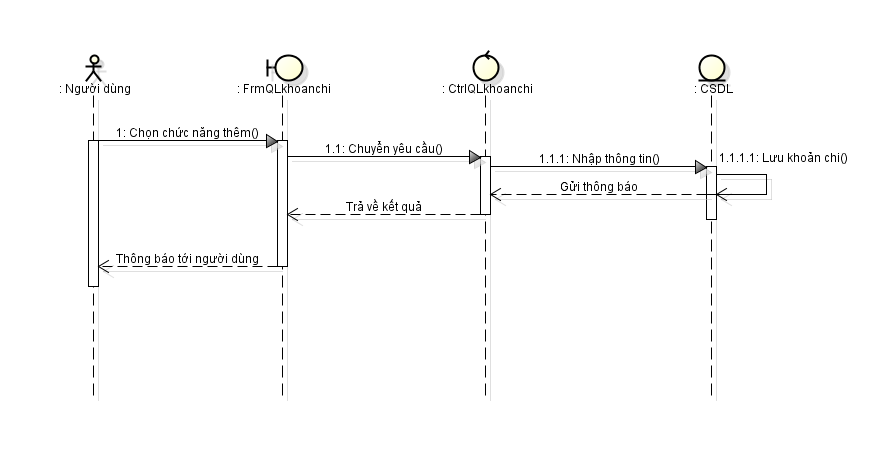 : Người dùng
: FrmQLkhoanchi
: CtrlQLkhoanchi
: CSDL
1: Chọn chức năng thêm()
1.1: Chuyển yêu cầu()
1.1.1: Nhập thông tin()
1.1.1.1: Lưu khoản chi()
Gửi thông báo
Trả về kết quả
Thông báo tới người dùng